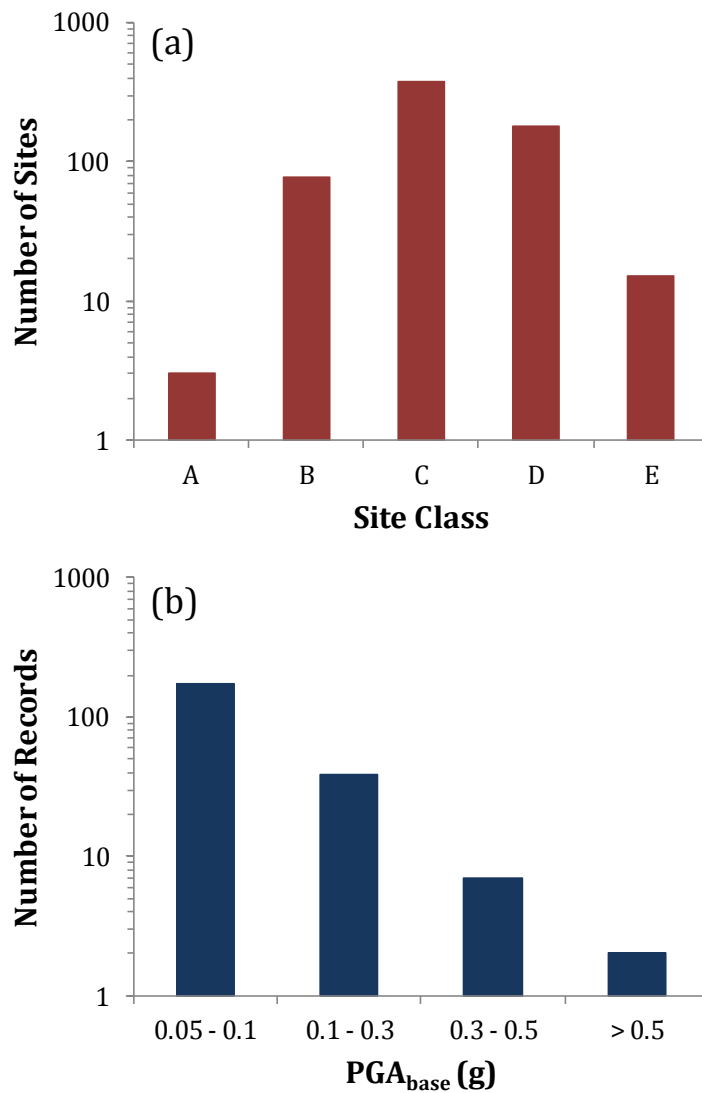 (a)
Number of Sites
1000
100
10
1
A B C D E
Site Class
(b)
Number of Records
1000
100
10
1
0.05 - 0.1 0.1 - 0.3 0.3 - 0.5 > 0.5
PGAbase (g)